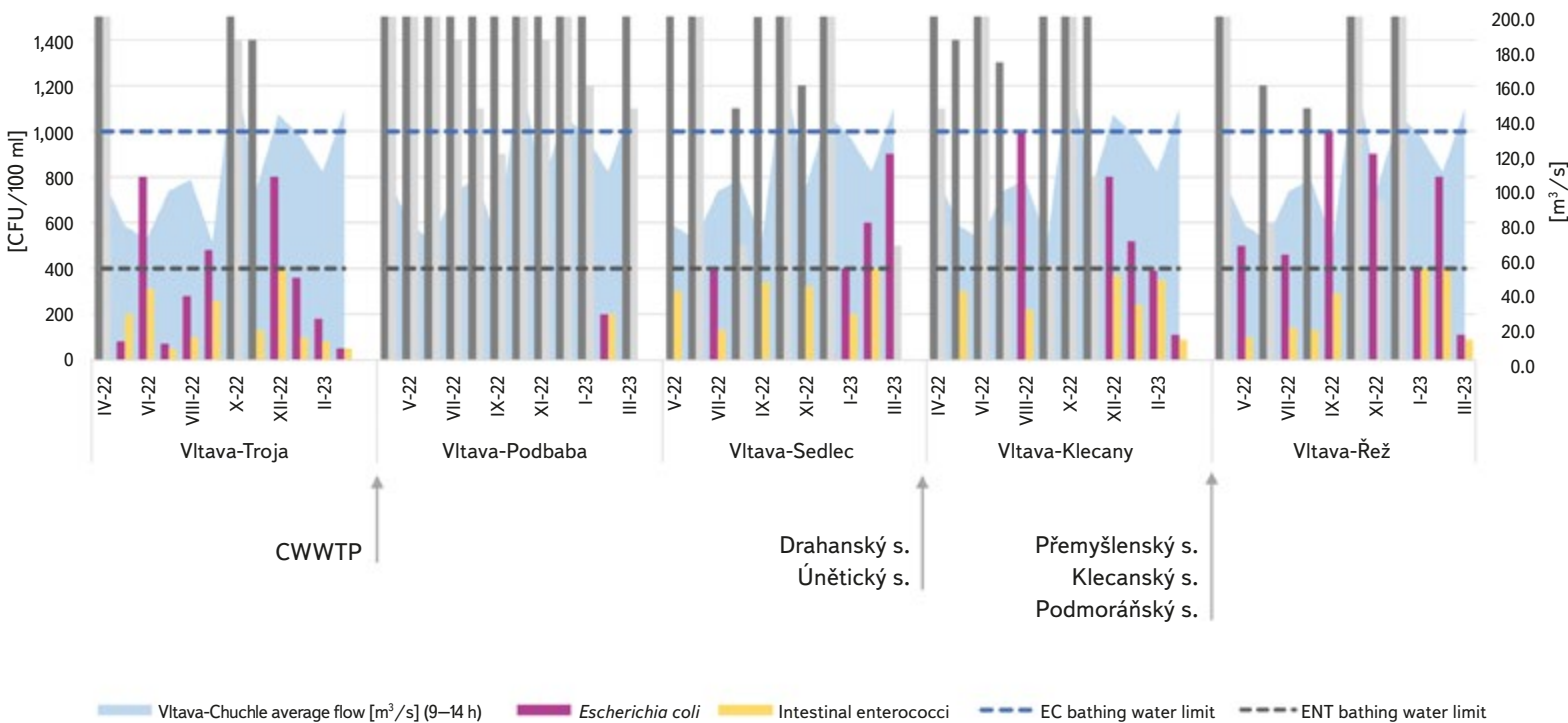 [CFU/100 ml]
1,400
1,200
1,000
800
600
400
200
0
200.0
180.0
160.0
140.0
120.0
100.0
80.0
60.0
40.0
20.0
0.0
[m³/s]
IV-22 VI-22 VIII-22 X-22 XII-22 II-23
V-22 VII-22 IX-22 XI-22 I-23 III-23
V-22 VII-22 IX-22 XI-22 I-23 III-23
IV-22 VI-22 VIII-22 X-22 XII-22 II-23
V-22 VII-22 IX-22 XI-22 I-23 III-23
Vltava-Troja Vltava-Podbaba Vltava-Sedlec Vltava-Klecany Vltava-Řež
CWWTP
Drahanský s.
Únětický s.
Přemyšlenský s.
Klecanský s.
Podmoráňský s.
Vltava-Chuchle average flow [m³/s] (9–14 h) Escherichia coli Intestinal enterococci EC bathing water limit ENT bathing water limit